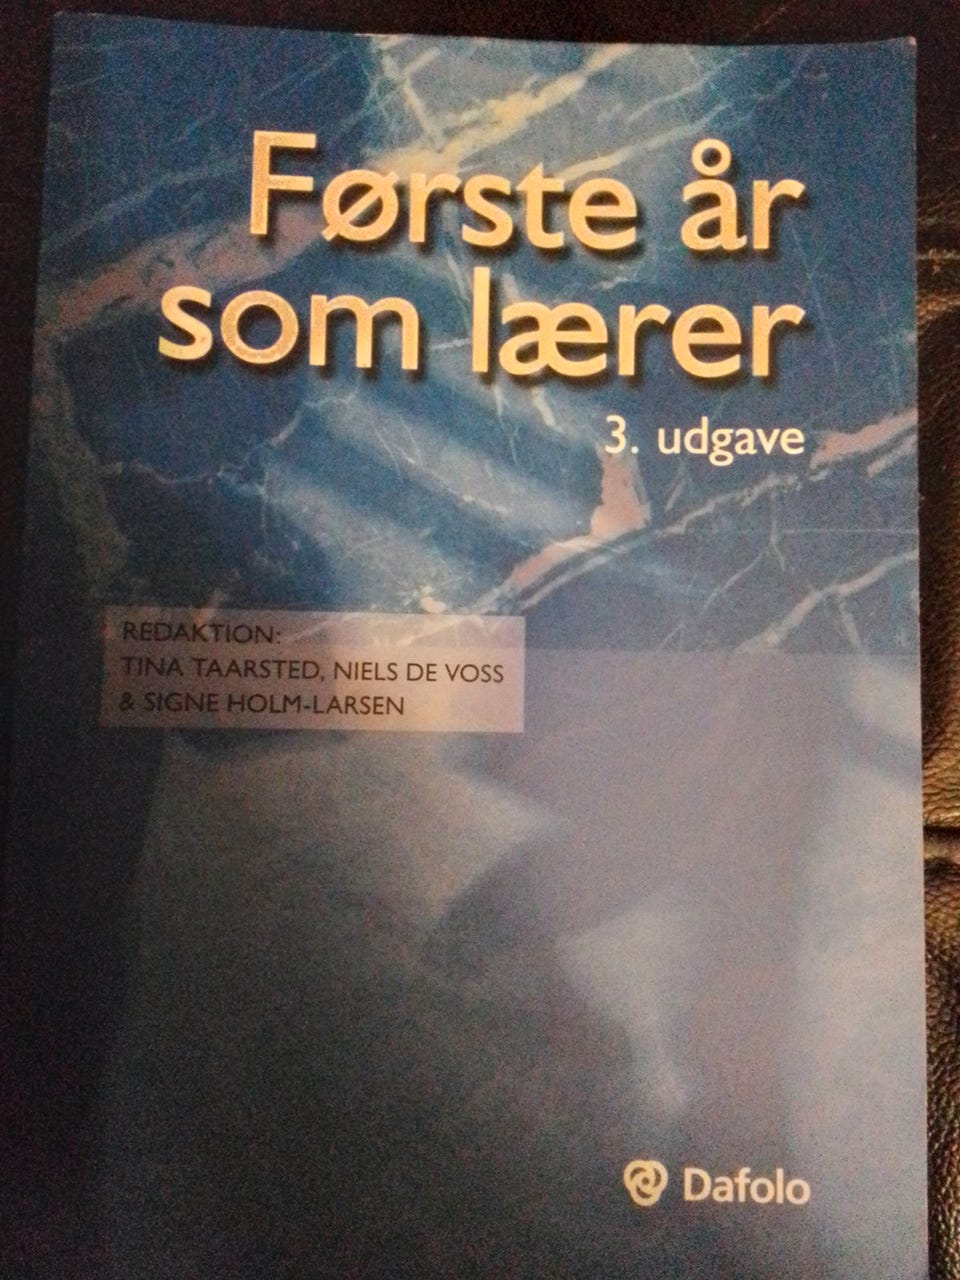 Første år
som lærer
3. udgave
REDAKTION:
TINA TAARSTED, NIELS DE VOSS
& SIGNE HOLM-LARSEN
Dafolo